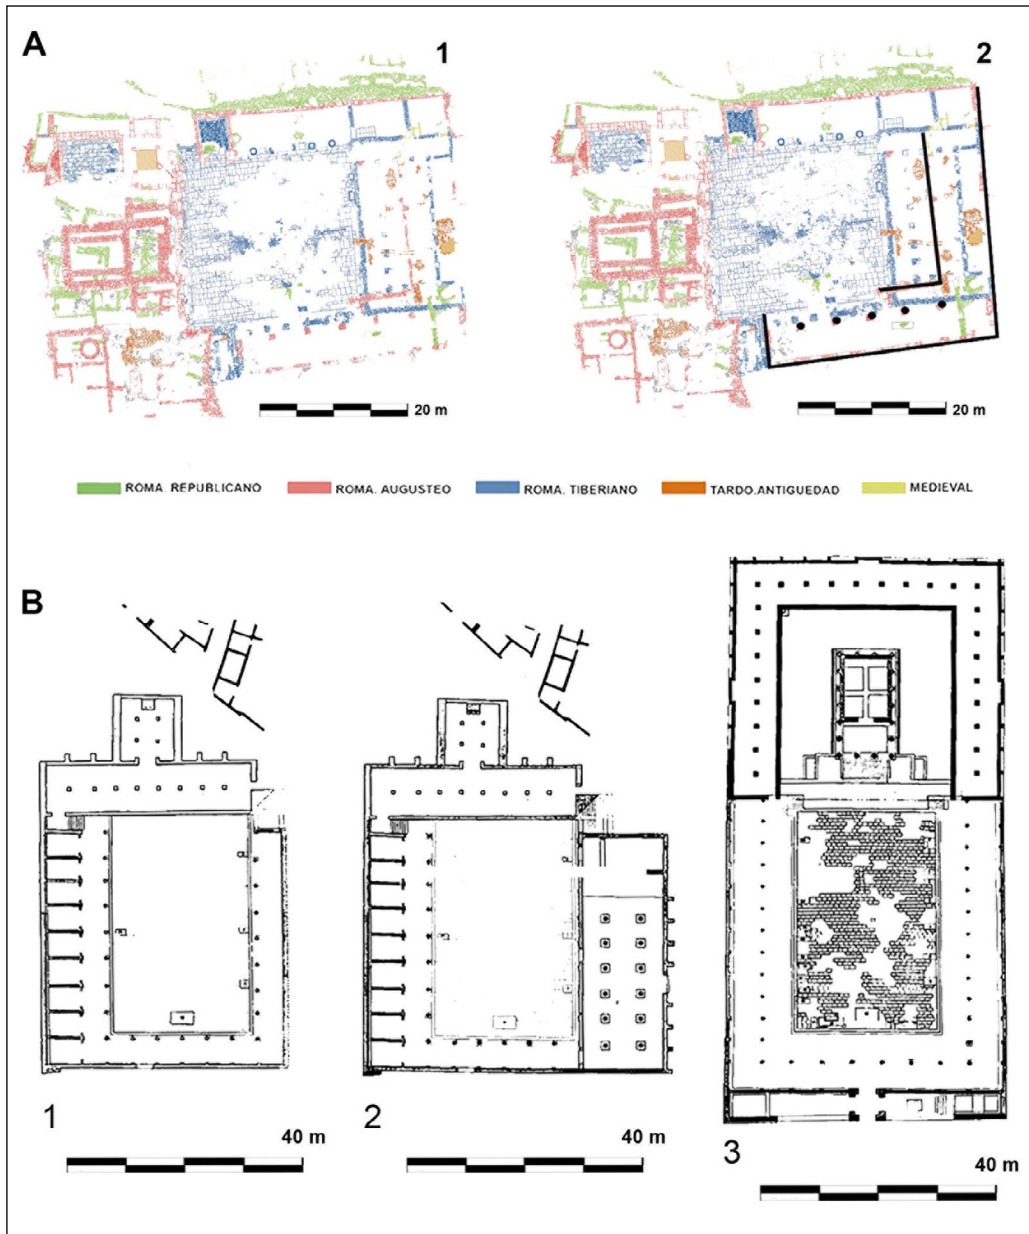 A
1
2
20 m
20 m
ROMA. REPUBLICANO
ROMA. AUGUSTEO
ROMA. TIBERIANO
TARDO.ANTIGUEDAD
MEDIEVAL
B
1
2
3
40 m
40 m
40 m